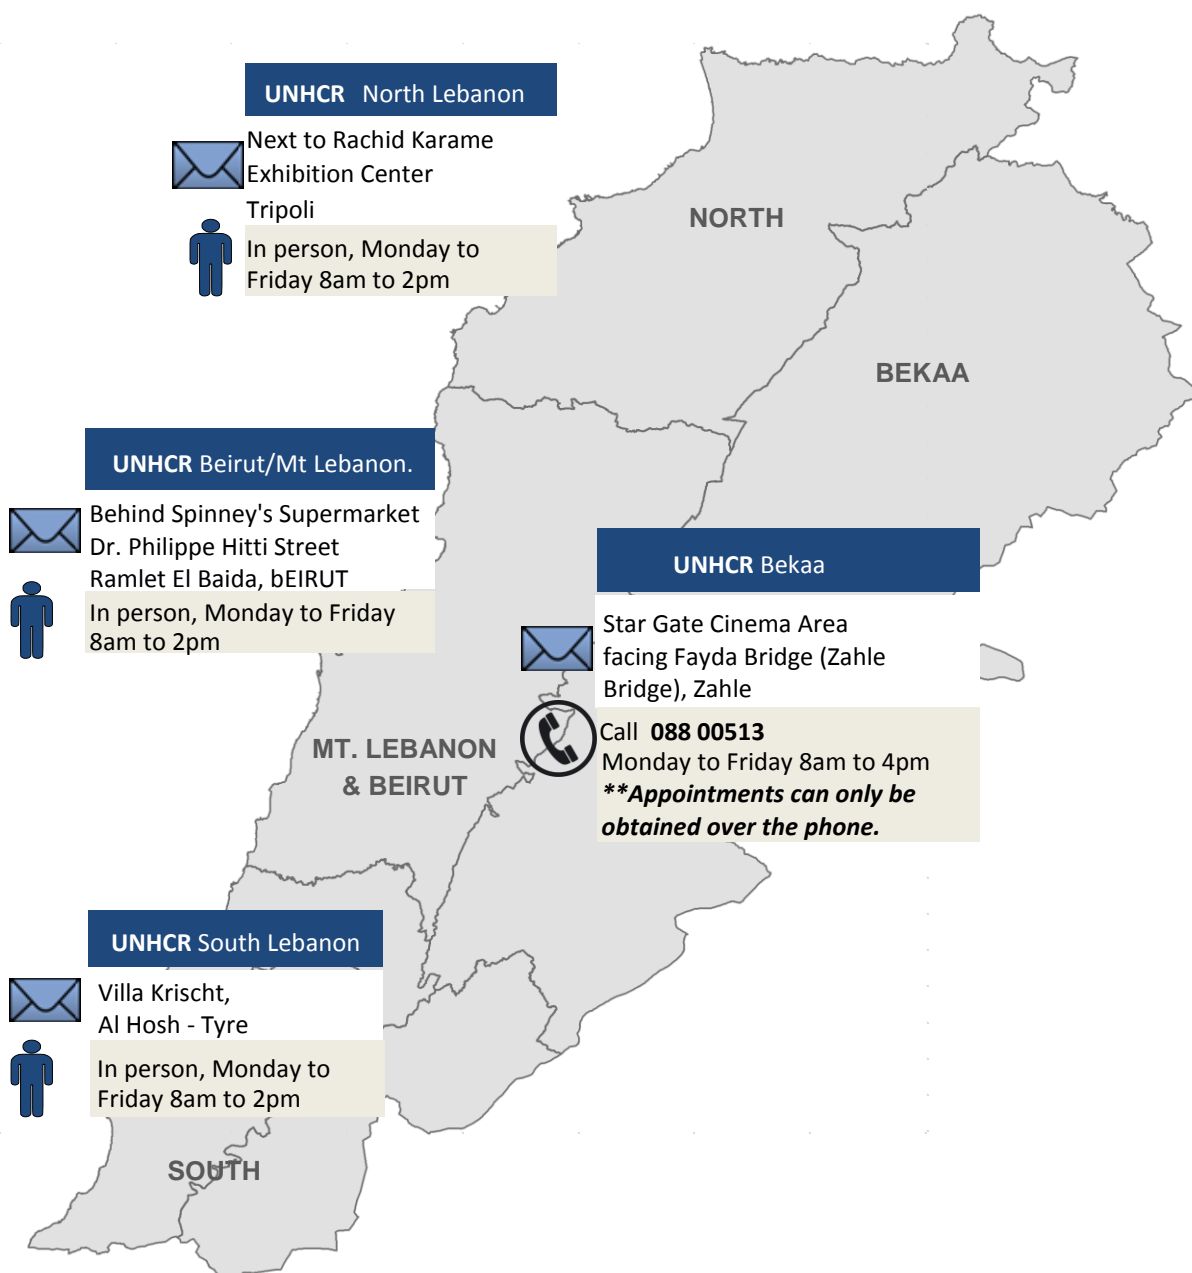 UNHCR North Lebanon
Next to Rachid Karame
Exhibition Center
Tripoli
In person, Monday to
Friday 8am to 2pm
NORTH
BEKAA
UNHCR Beirut/Mt Lebanon.
Behind Spinney's Supermarket
Dr. Philippe Hitti Street
Ramlet El Baida, bEIRUT
In person, Monday to Friday
8am to 2pm
UNHCR Bekaa
Star Gate Cinema Area
facing Fayda Bridge (Zahle
Bridge), Zahle
Call 088 00513
Monday to Friday 8am to 4pm
**Appointments can only be
obtained over the phone.
MT. LEBANON
& BEIRUT
UNHCR South Lebanon
Villa Krischt,
Al Hosh - Tyre
In person, Monday to
Friday 8am to 2pm
SOUTH